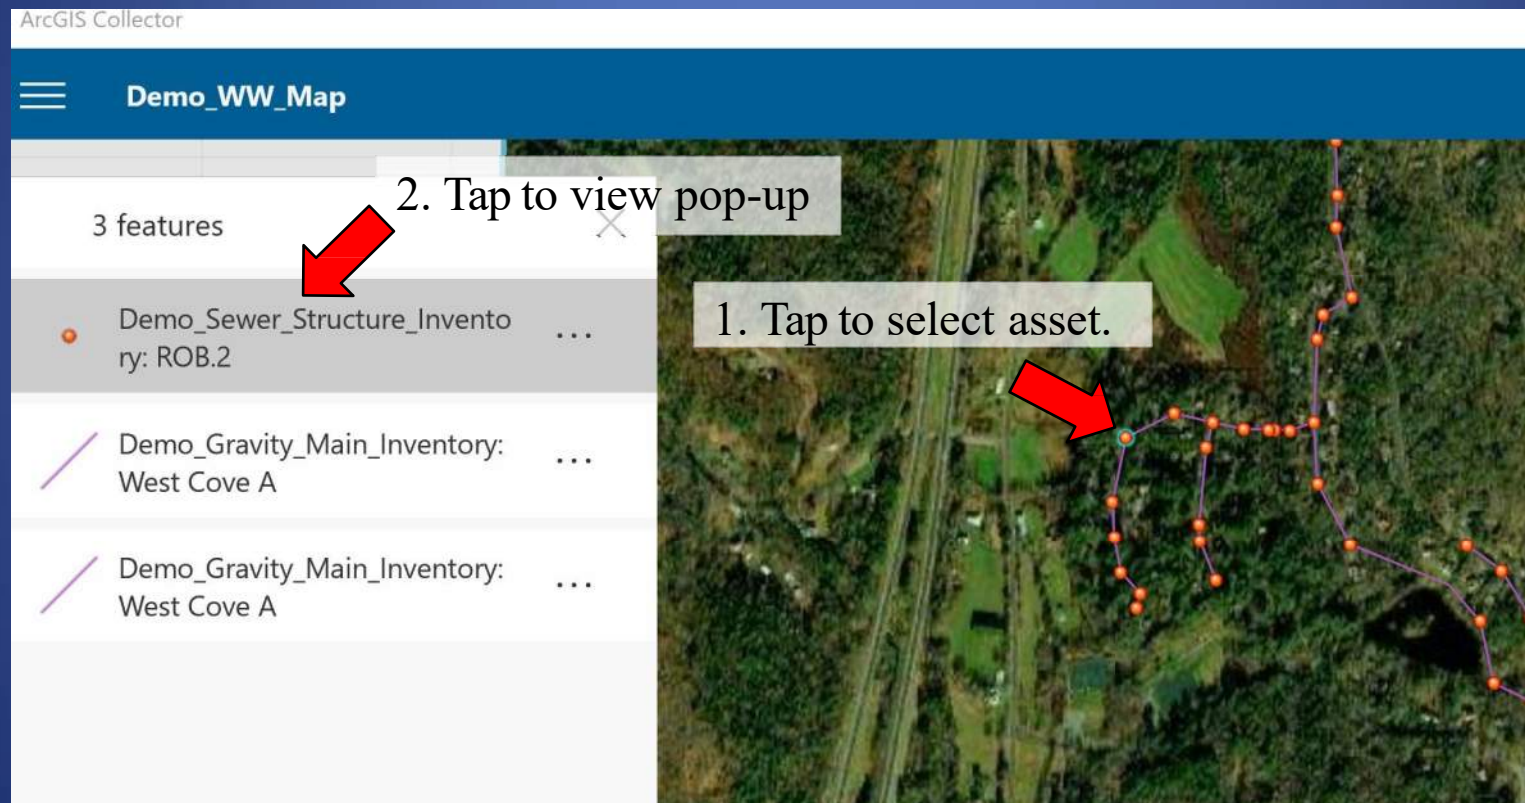 ArcGIS Collector
Demo_WW_Map
2. Tap to view pop-up
3 features
1. Tap to select asset.
Demo_Sewer_Structure_Invento
ry: ROB.2
Demo_Gravity_Main_Inventory:
West Cove A
Demo_Gravity_Main_Inventory:
West Cove A